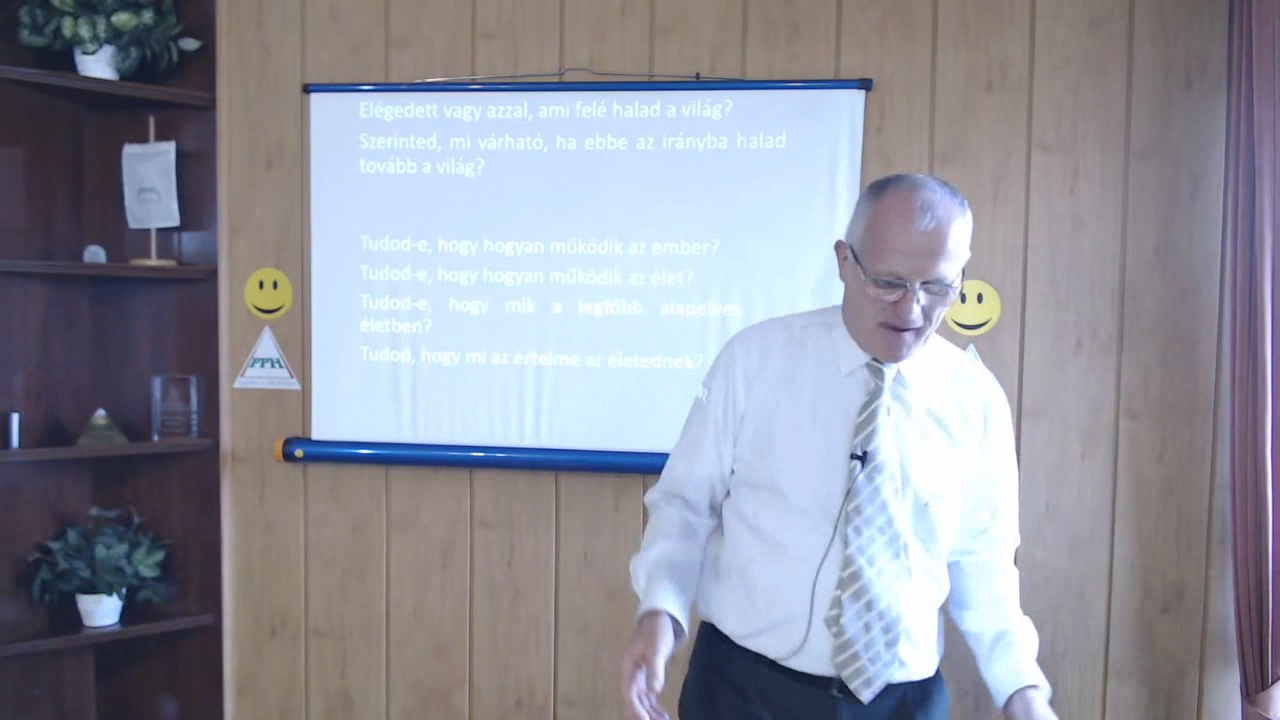 Elégedett vagy azzal, ami felé halad a világ?
Szerinted, mi várható, ha ebbe az irányba halad
tovább a világ?
Tudod-e, hogy hogyan működik az ember?
Tudod-e, hogy hogyan működik az élet?
Tudod-e, hogy mik a legfőbb
életben?
Tudod, hogy mi az értelme az életednek?
PPH